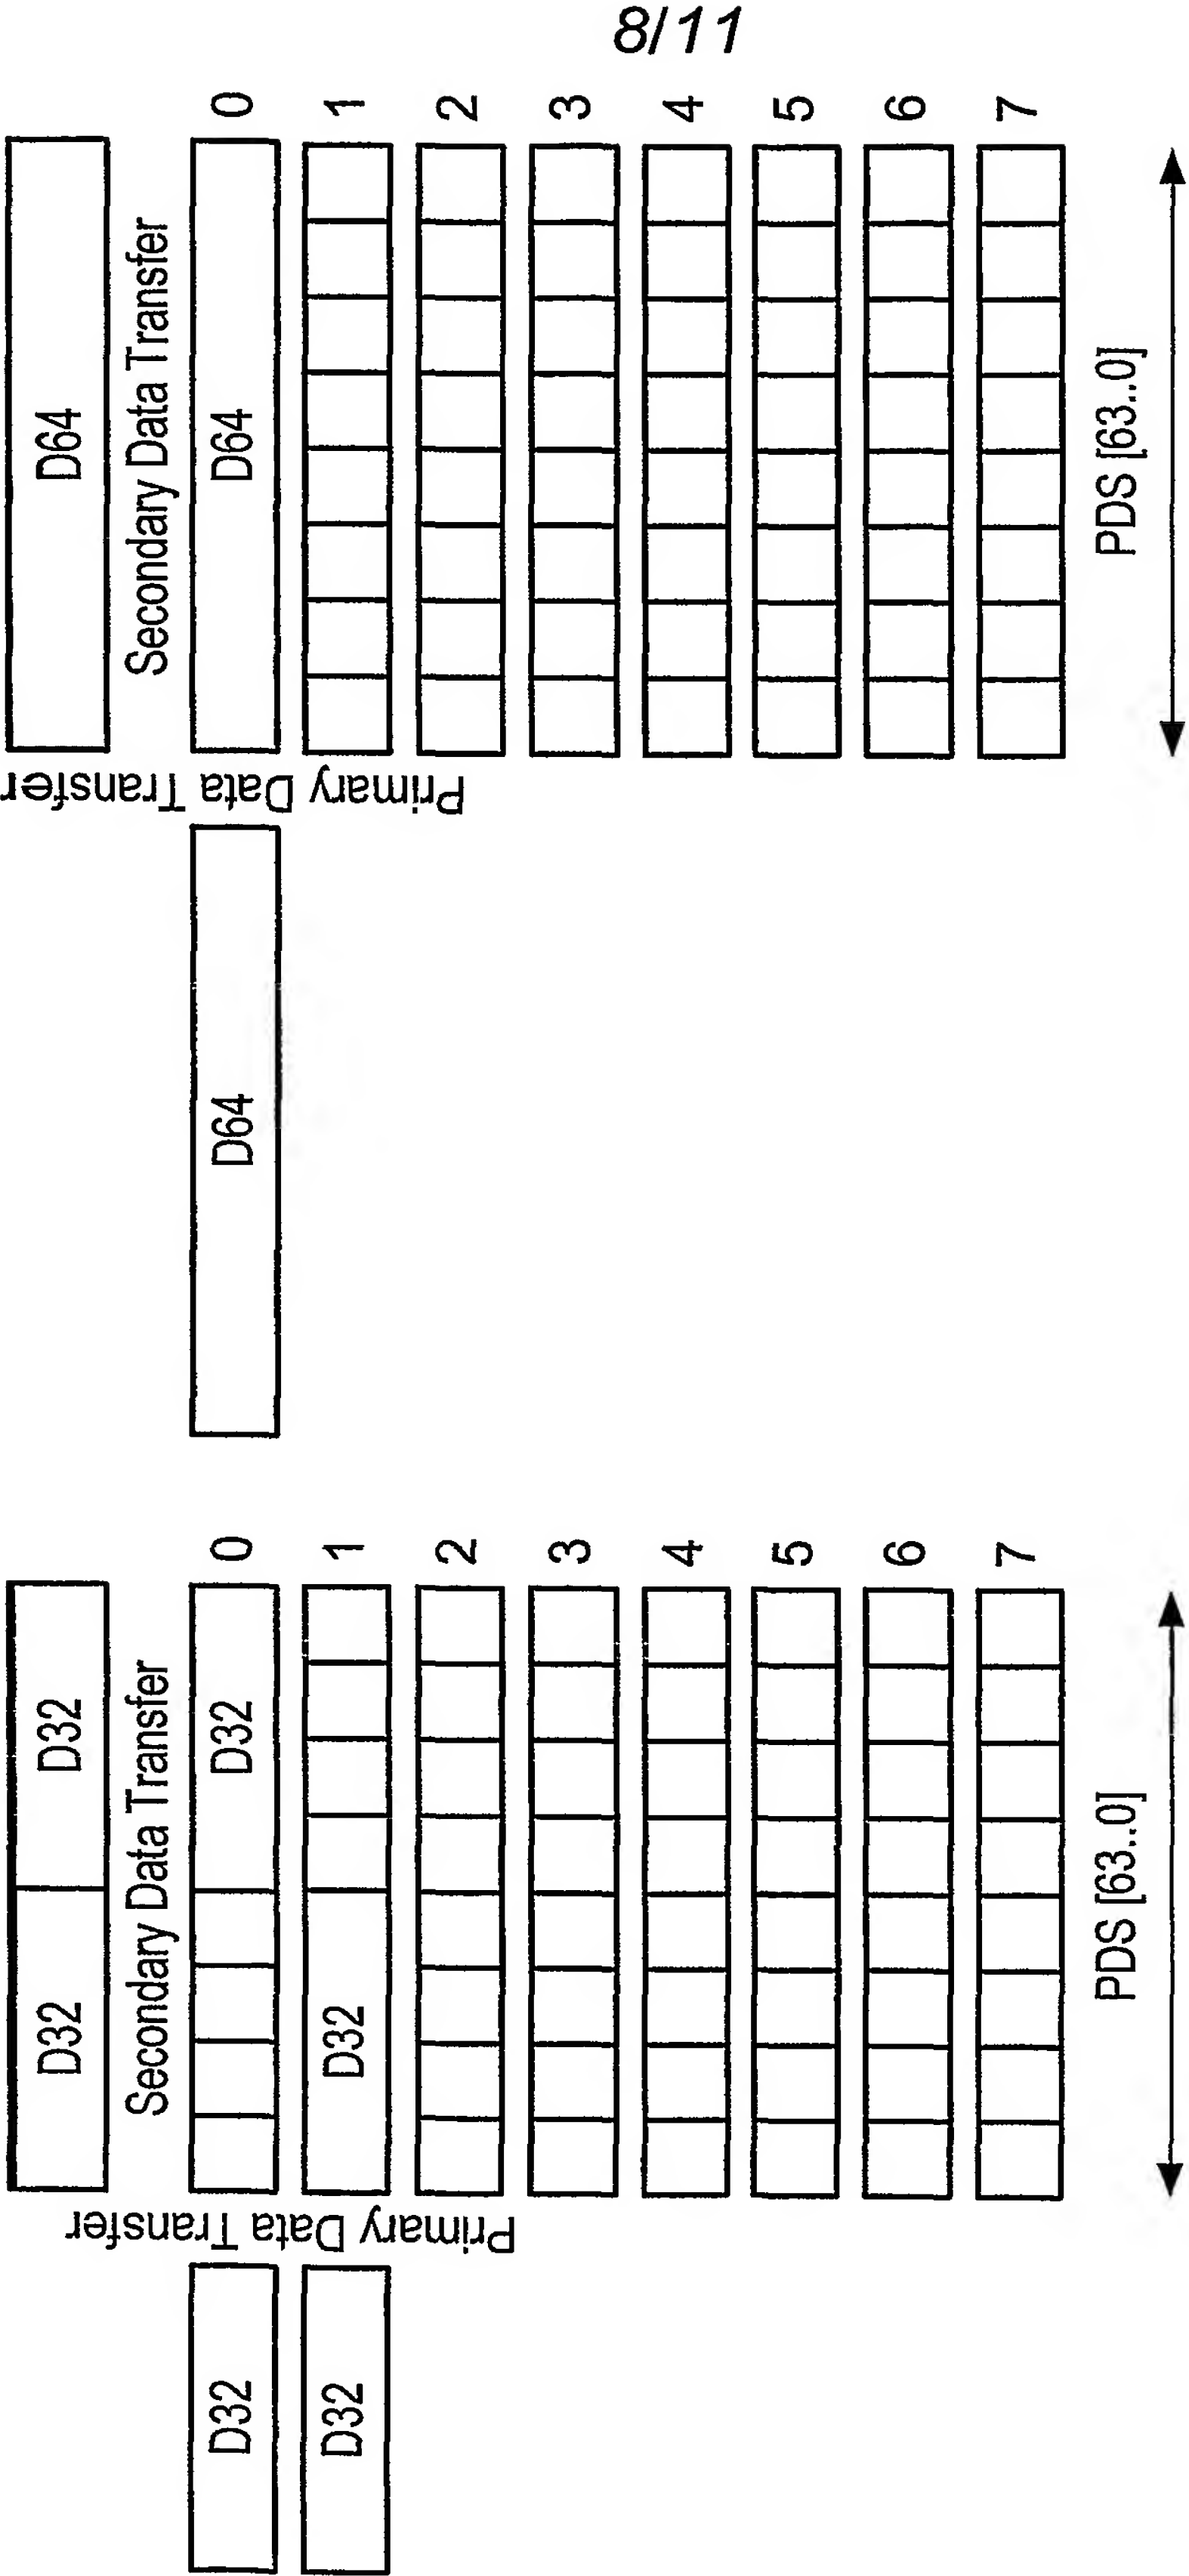 8/11
D32 D32
Secondary Data Transfer
Primary Data Transfer
D32
D32
0
D32
D32
1
2
3
4
5
6
7
PDS [63..0]
D64
Secondary Data Transfer
Primary Data Transfer
D64
D64
0
1
2
3
4
5
6
7
PDS [63..0]